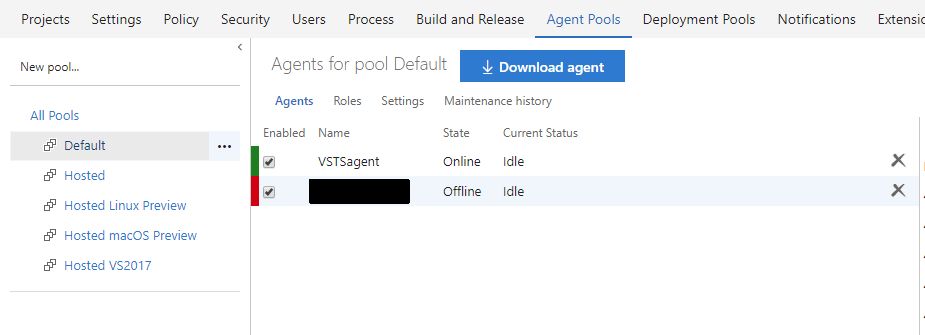 Projects Settings Policy Security Users Process Build and Release Agent Pools Deployment Pools Notifications
New pool...
Agents for pool Default
Download agent
Agents Roles Settings Maintenance history
All Pools
Default ...
Hosted
Hosted Linux Preview
Hosted macOS Preview
Hosted VS2017
Enabled Name State Current Status
VSTSagent Online Idle
Offline Idle